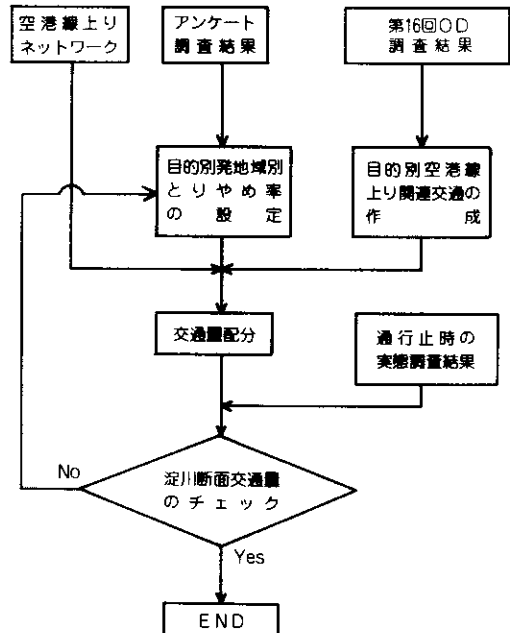 空港線上り
ネットワーク
アンケート
調査結果
第16回OD
調査結果
目的別発地域別
とりやめ率
の設定
目的別空港線
上り関連交通の
作成
交通量配分
通行止時の
実態調査結果
淀川断面交通量
のチェック
No
Yes
END